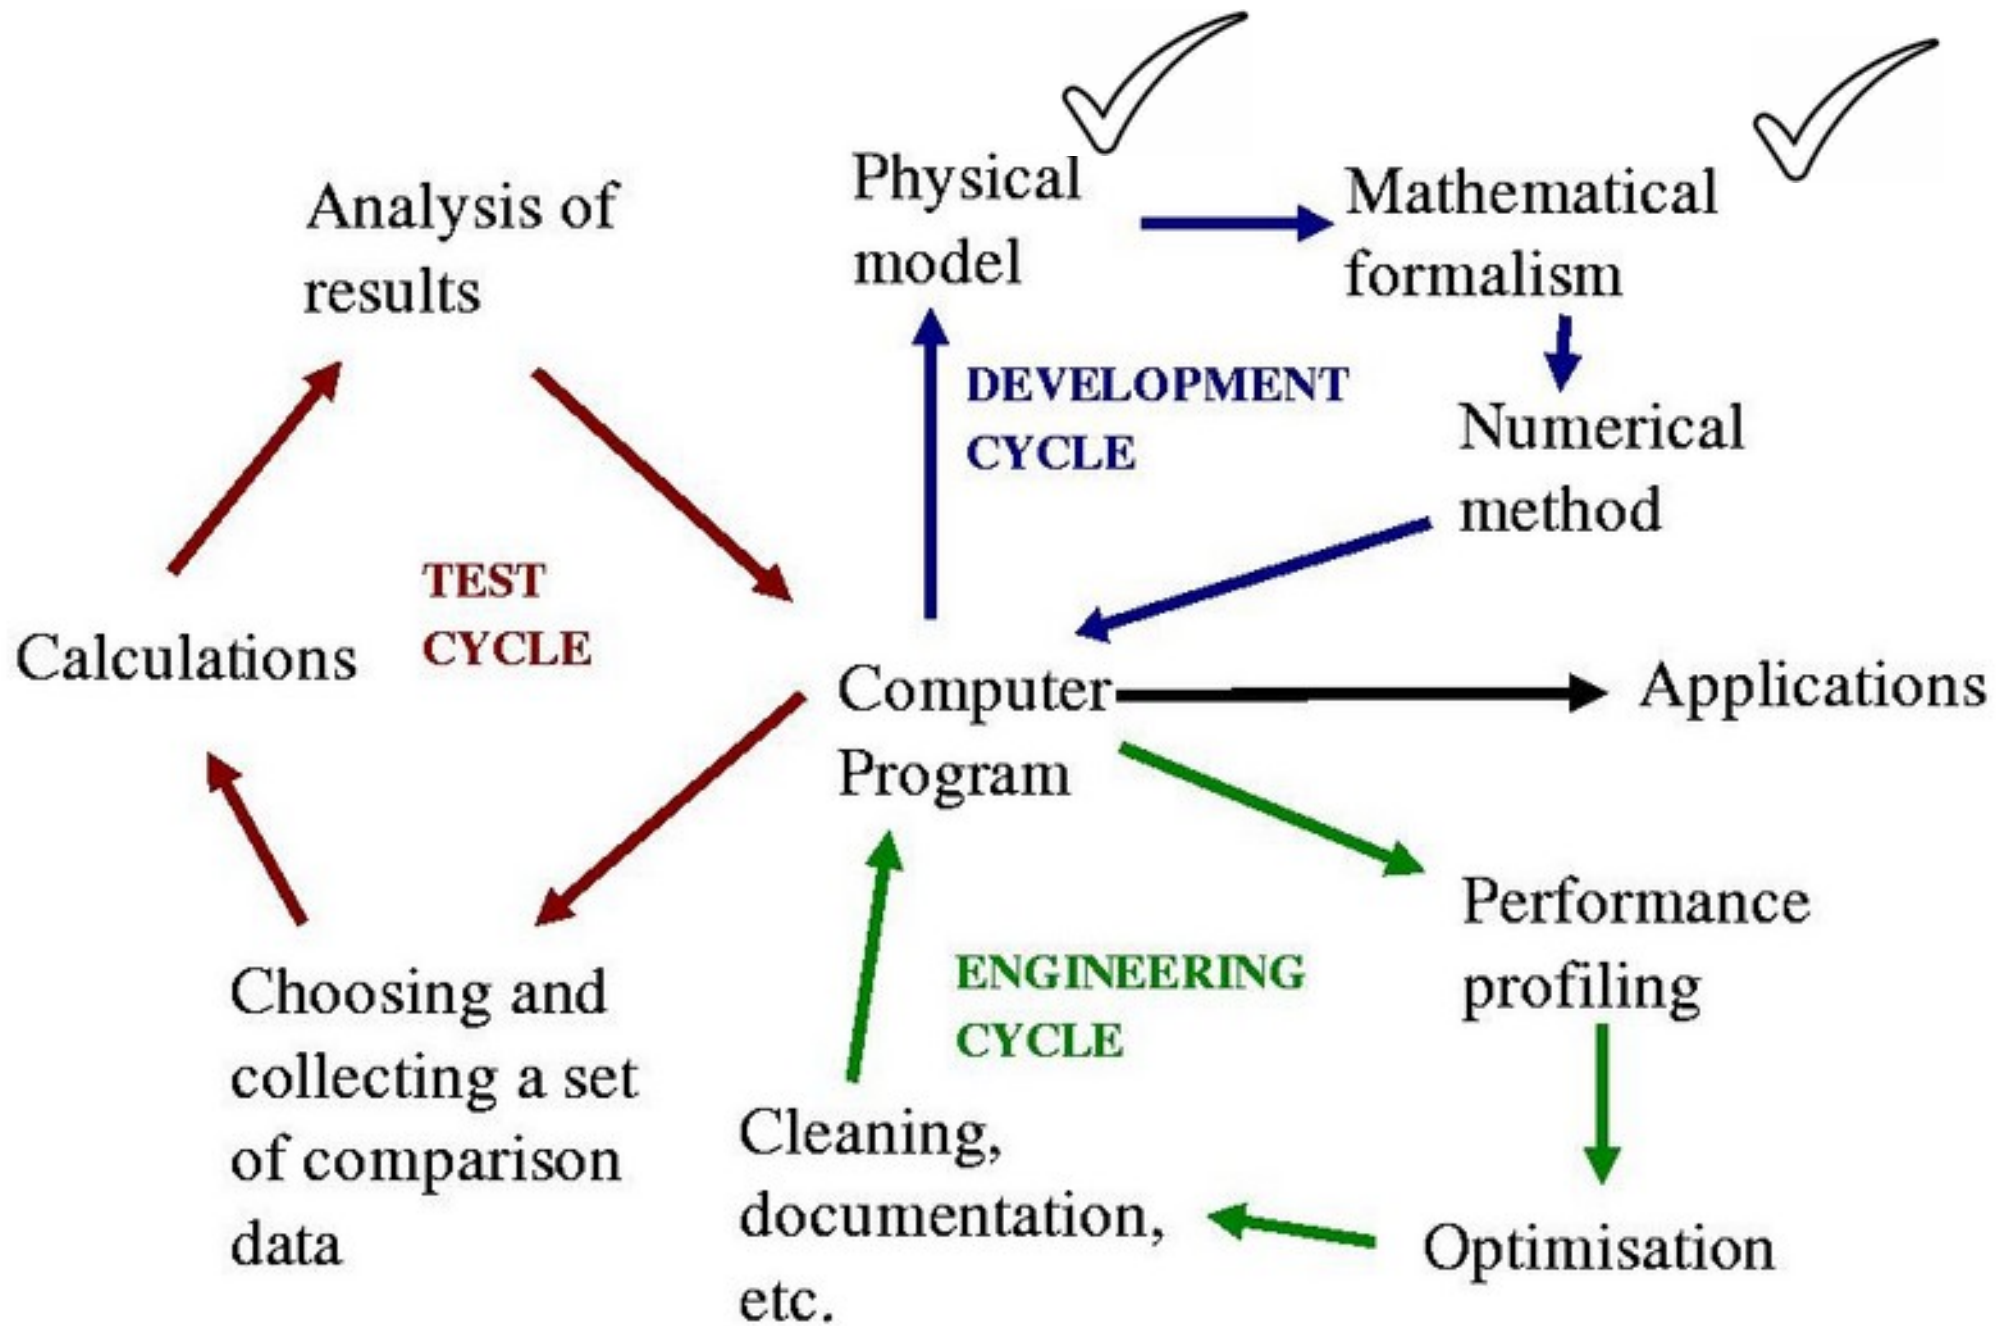 Physical
model
Mathematical
formalism
Analysis of
results
DEVELOPMENT
CYCLE
Numerical
method
TEST
CYCLE
Calculations
Computer
Program
Applications
Performance
profiling
ENGINEERING
CYCLE
Choosing and
collecting a set
of comparison
data
Cleaning,
documentation,
etc.
Optimisation